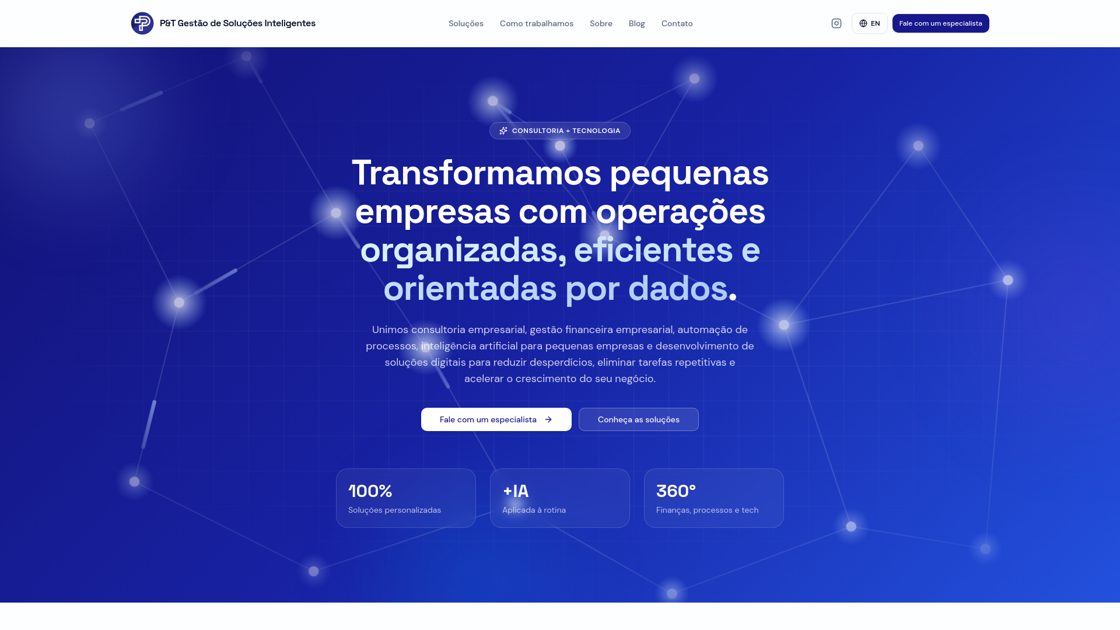 P&T Gestão de Soluções Inteligentes
Soluções
Como trabalhamos
Sobre
Blog
Contato
EN
Fale com um especialista
CONSULTORIA + TECNOLOGIA
Transformamos pequenas
empresas com operações
organizadas, eficientes e
orientadas por dados.
Unimos consultoria empresarial, gestão financeira empresarial, automação de
processos, inteligência artificial para pequenas empresas e desenvolvimento de
soluções digitais para reduzir desperdícios, eliminar tarefas repetitivas e
acelerar o crescimento do seu negócio.
Fale com um especialista
Conheça as soluções
100%
Soluções personalizadas
+IA
Aplicada à rotina
360°
Finanças, processos e tech